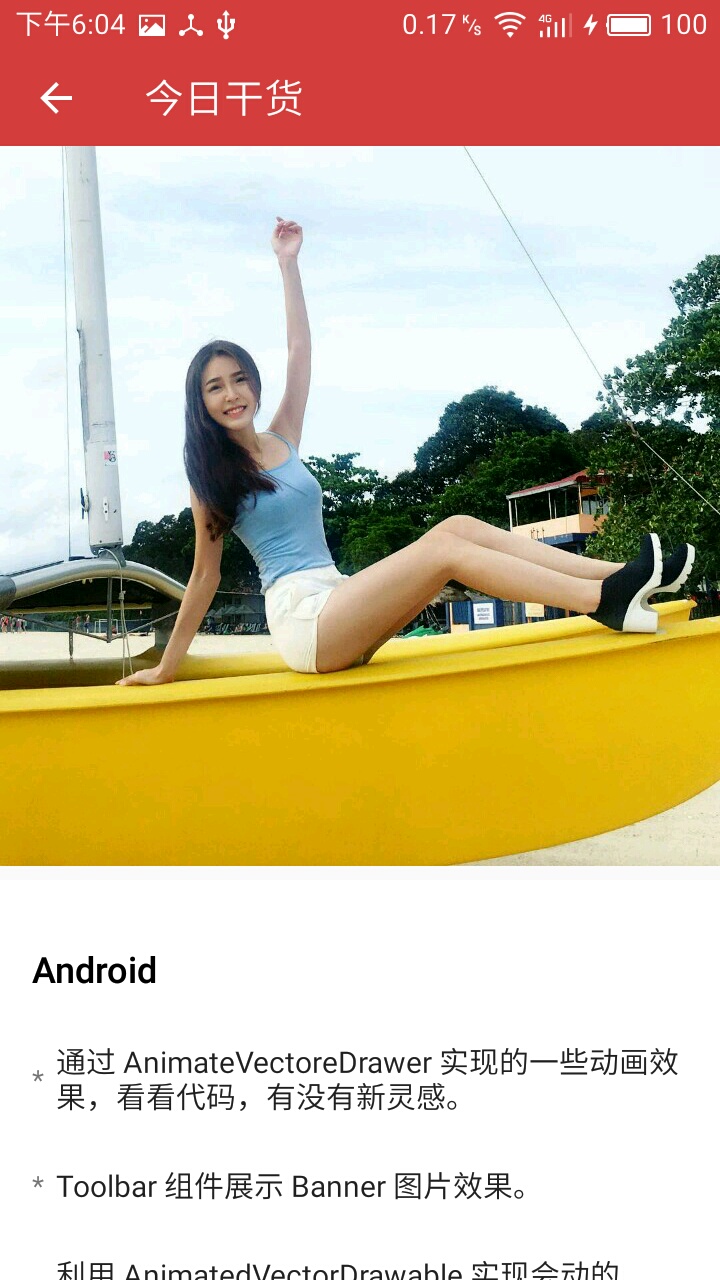 下午6:04 0.17 K/s 4G 100
今日干货
Android
* 通过 AnimateVectoreDrawer 实现的一些动画效
果，看看代码，有没有新灵感。
* Toolbar 组件展示 Banner 图片效果。
利用 AnimatedVectorDrawable 实现会动的